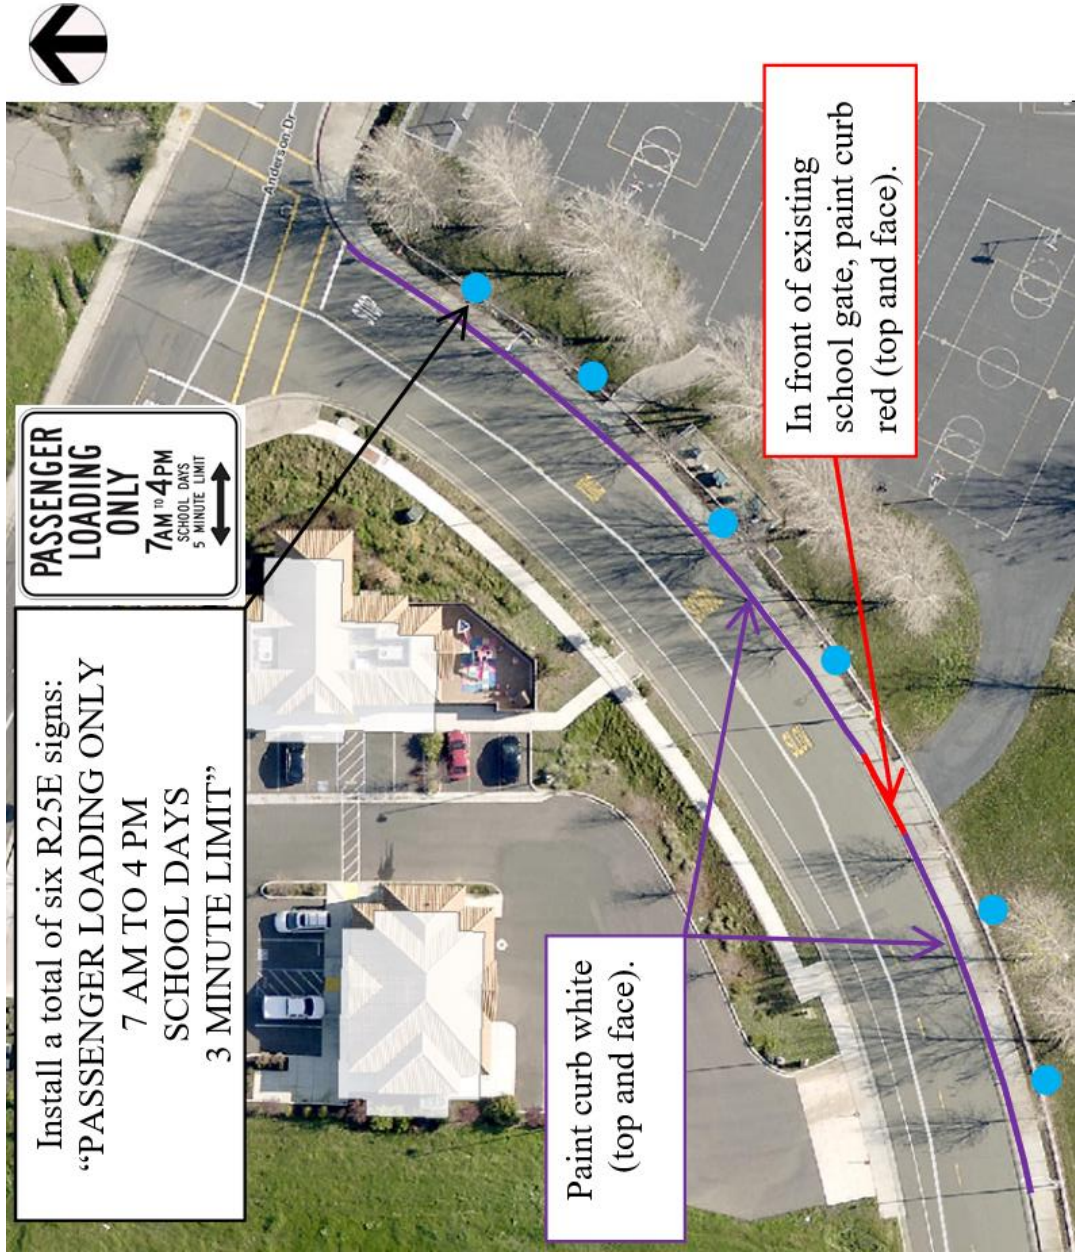 Install a total of six R25E signs:
“PASSENGER LOADING ONLY
7 AM TO 4 PM
SCHOOL DAYS
3 MINUTE LIMIT”
PASSENGER
LOADING
ONLY
7AM TO 4PM
SCHOOL DAYS
5 MINUTE LIMIT
Anderson Dr
Paint curb white
(top and face).
In front of existing
school gate, paint curb
red (top and face).